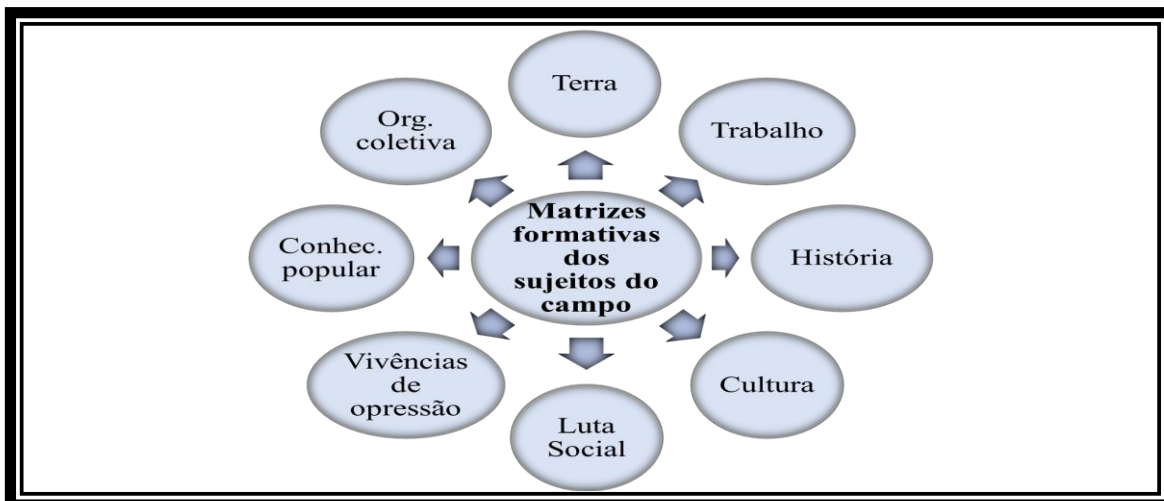 Terra
Trabalho
História
Cultura
Luta
Social
Vivências
de
opressão
Conhec.
popular
Org.
coletiva
Matrizes
formativas
dos
sujeitos do
campo